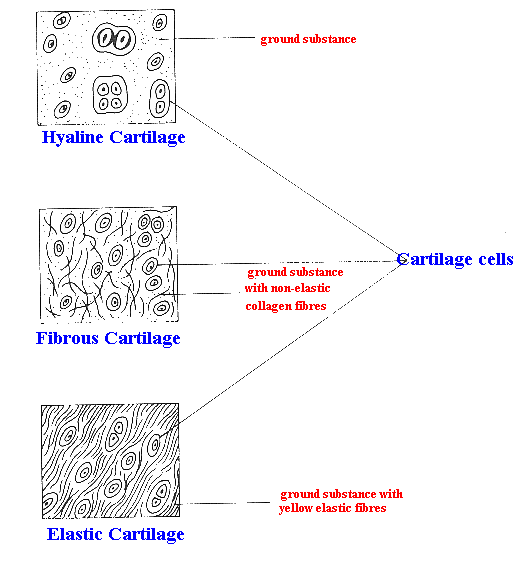 ground substance
Hyaline Cartilage
Cartilage cells
ground substance
with non-elastic
collagen fibres
Fibrous Cartilage
ground substance with
yellow elastic fibres
Elastic Cartilage